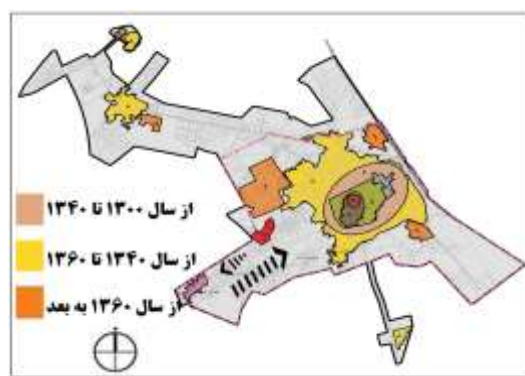 از سال ۱۳۰۰ تا ۱۳۴۰
از سال ۱۳۴۰ تا ۱۳۶۰
از سال ۱۳۶۰ به بعد